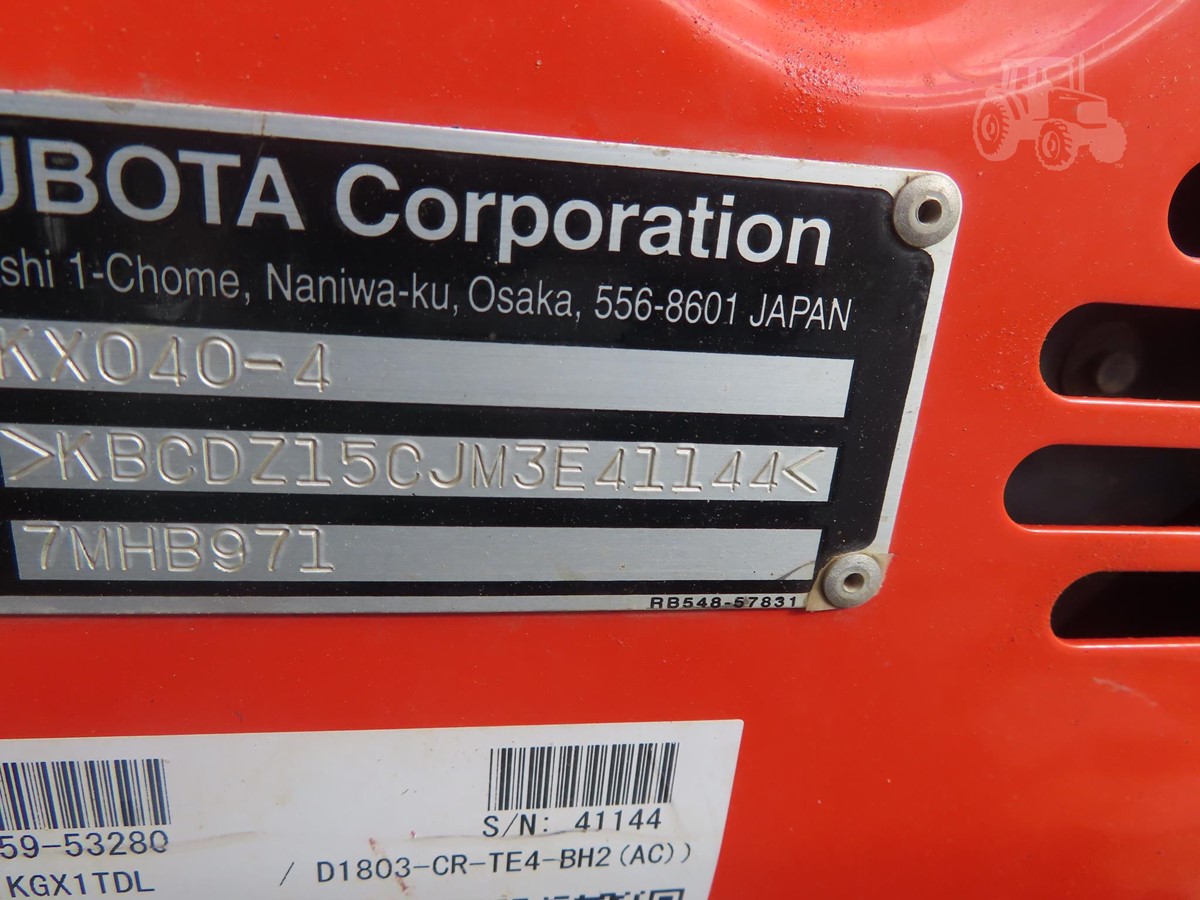 UBOTA Corporation
shi 1-Chome, Naniwa-ku, Osaka, 556-8601 JAPAN
KX040-4
>KBCDZ15CJM3E41144<
7MHB971
RB548-57831
S/N: 41144
59-53280
/ D1803-CR-TE4-BH2(AC))
KGX1TDL